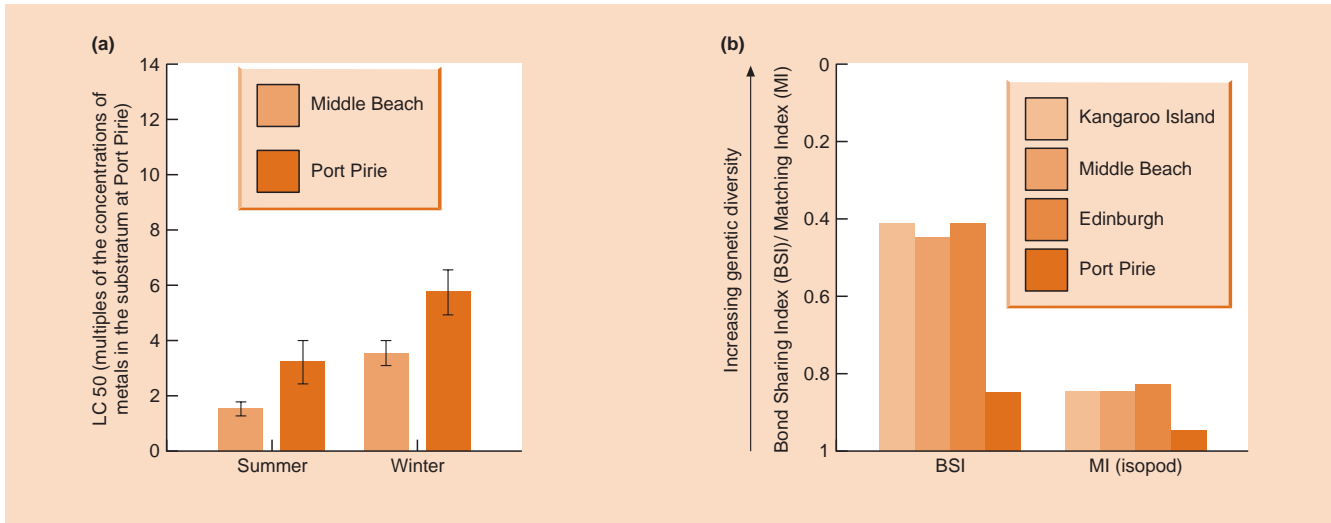 (a)
LC 50 (multiples of the concentrations of
metals in the substratum at Port Pirie)
14
12
10
8
6
4
2
0
Middle Beach
Port Pirie
Summer
Winter
(b)
Increasing genetic diversity
Bond Sharing Index (BSI)/ Matching Index (MI)
0
0.2
0.4
0.6
0.8
1
Kangaroo Island
Middle Beach
Edinburgh
Port Pirie
BSI
MI (isopod)